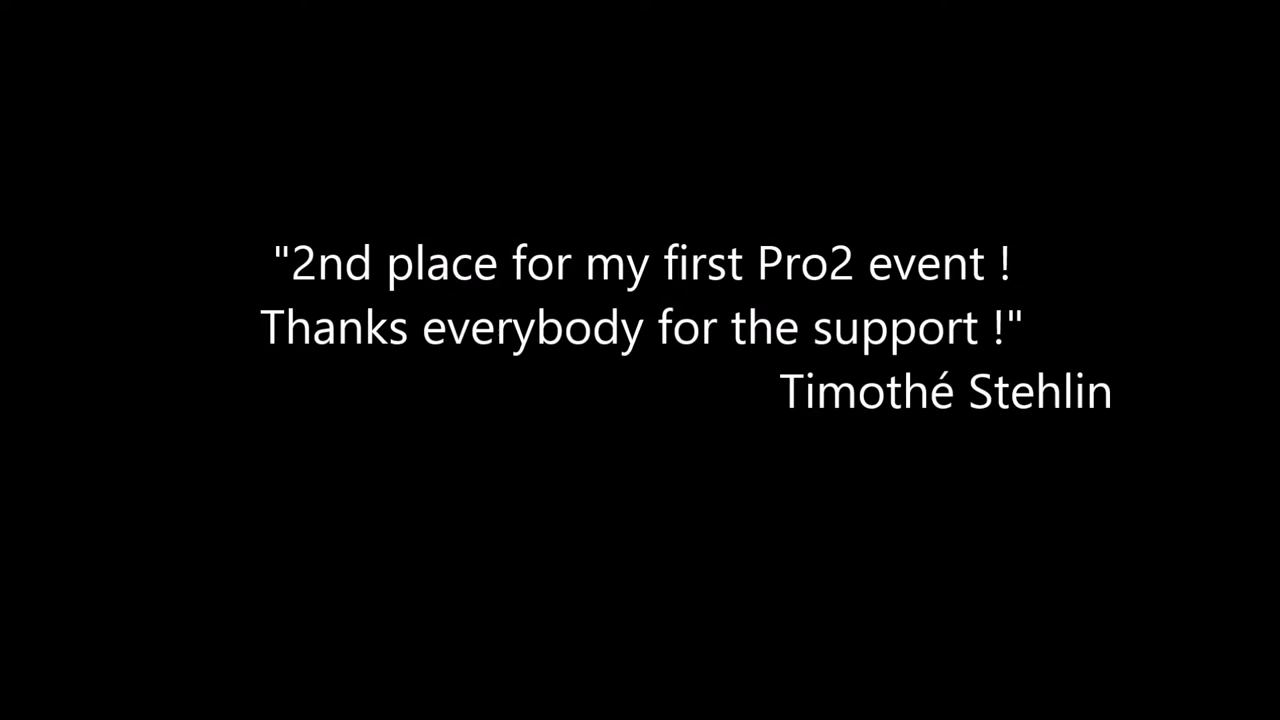 "2nd place for my first Pro2 event !
Thanks everybody for the support !"
Timothé Stehlin